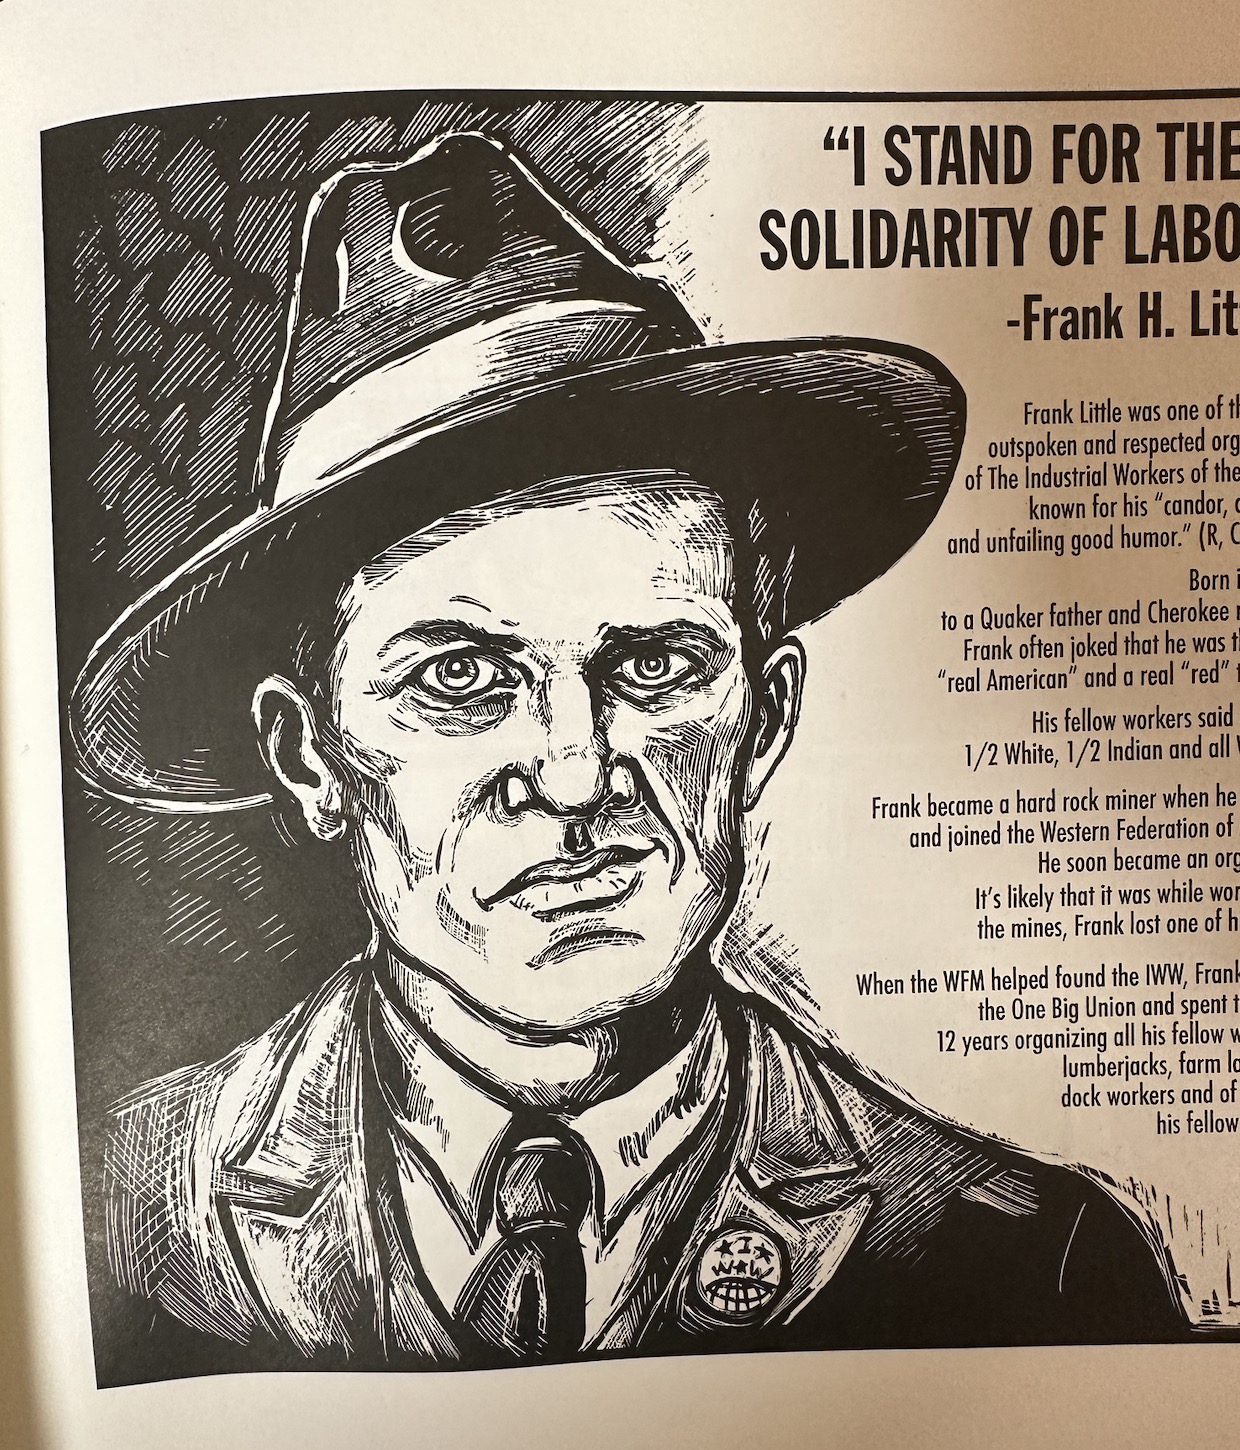 “I STAND FOR THE
SOLIDARITY OF LABO
-Frank H. Lit
Frank Little was one of th
outspoken and respected org
of The Industrial Workers of the
known for his “candor, c
and unfailing good humor.” (R, C
Born i
to a Quaker father and Cherokee
Frank often joked that he was th
“real American” and a real “red” t
His fellow workers said
1/2 White, 1/2 Indian and all
Frank became a hard rock miner when he
and joined the Western Federation of
He soon became an org
It’s likely that it was while wor
the mines, Frank lost one of h
When the WFM helped found the IWW, Frank
the One Big Union and spent t
12 years organizing all his fellow w
lumberjacks, farm la
dock workers and of
his fellow
I
W W